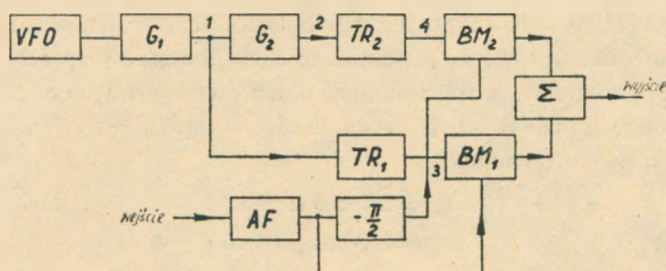 1 2 4
VFO G₁ G₂ TR₂ BM₂
Σ wyjście
TR₁ 3 BM₁
wejście AF -π/2